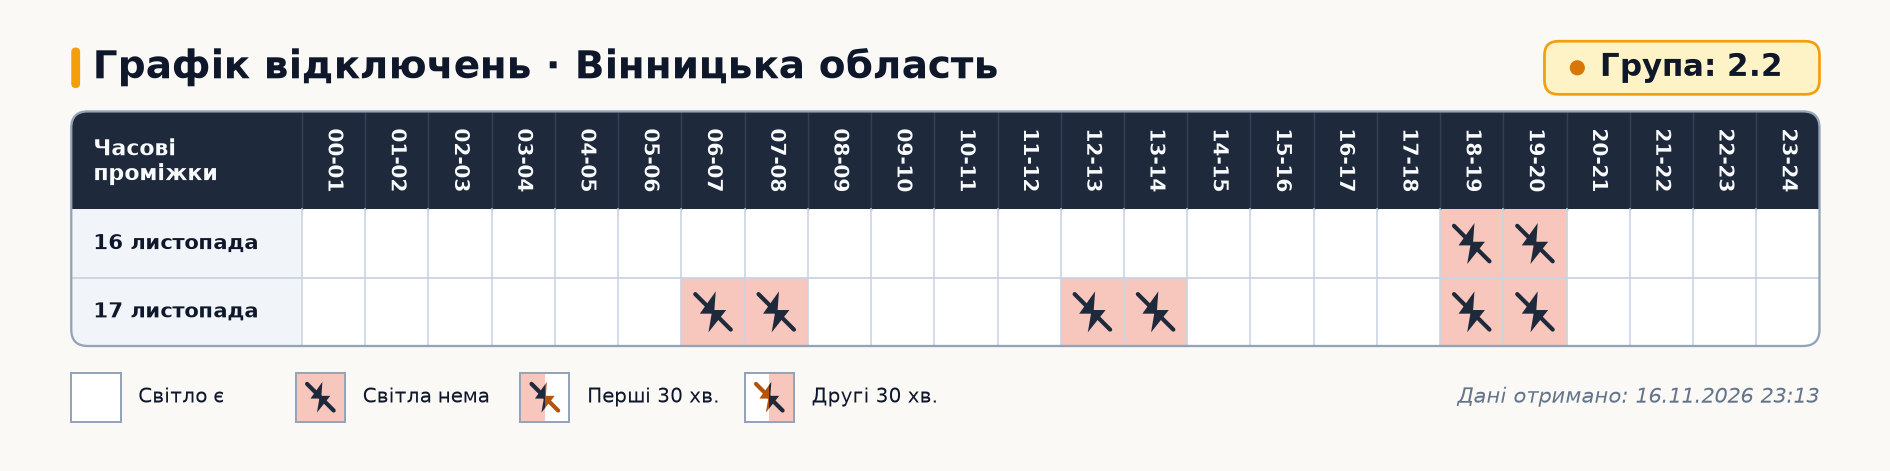 Графік відключень · Вінницька область
Група: 2.2
Часові
проміжки
00-01
01-02
02-03
03-04
04-05
05-06
06-07
07-08
08-09
09-10
10-11
11-12
12-13
13-14
14-15
15-16
16-17
17-18
18-19
19-20
20-21
21-22
22-23
23-24
16 листопада
17 листопада
Світло є
Світла нема
Перші 30 хв.
Другі 30 хв.
Дані отримано: 16.11.2026 23:13